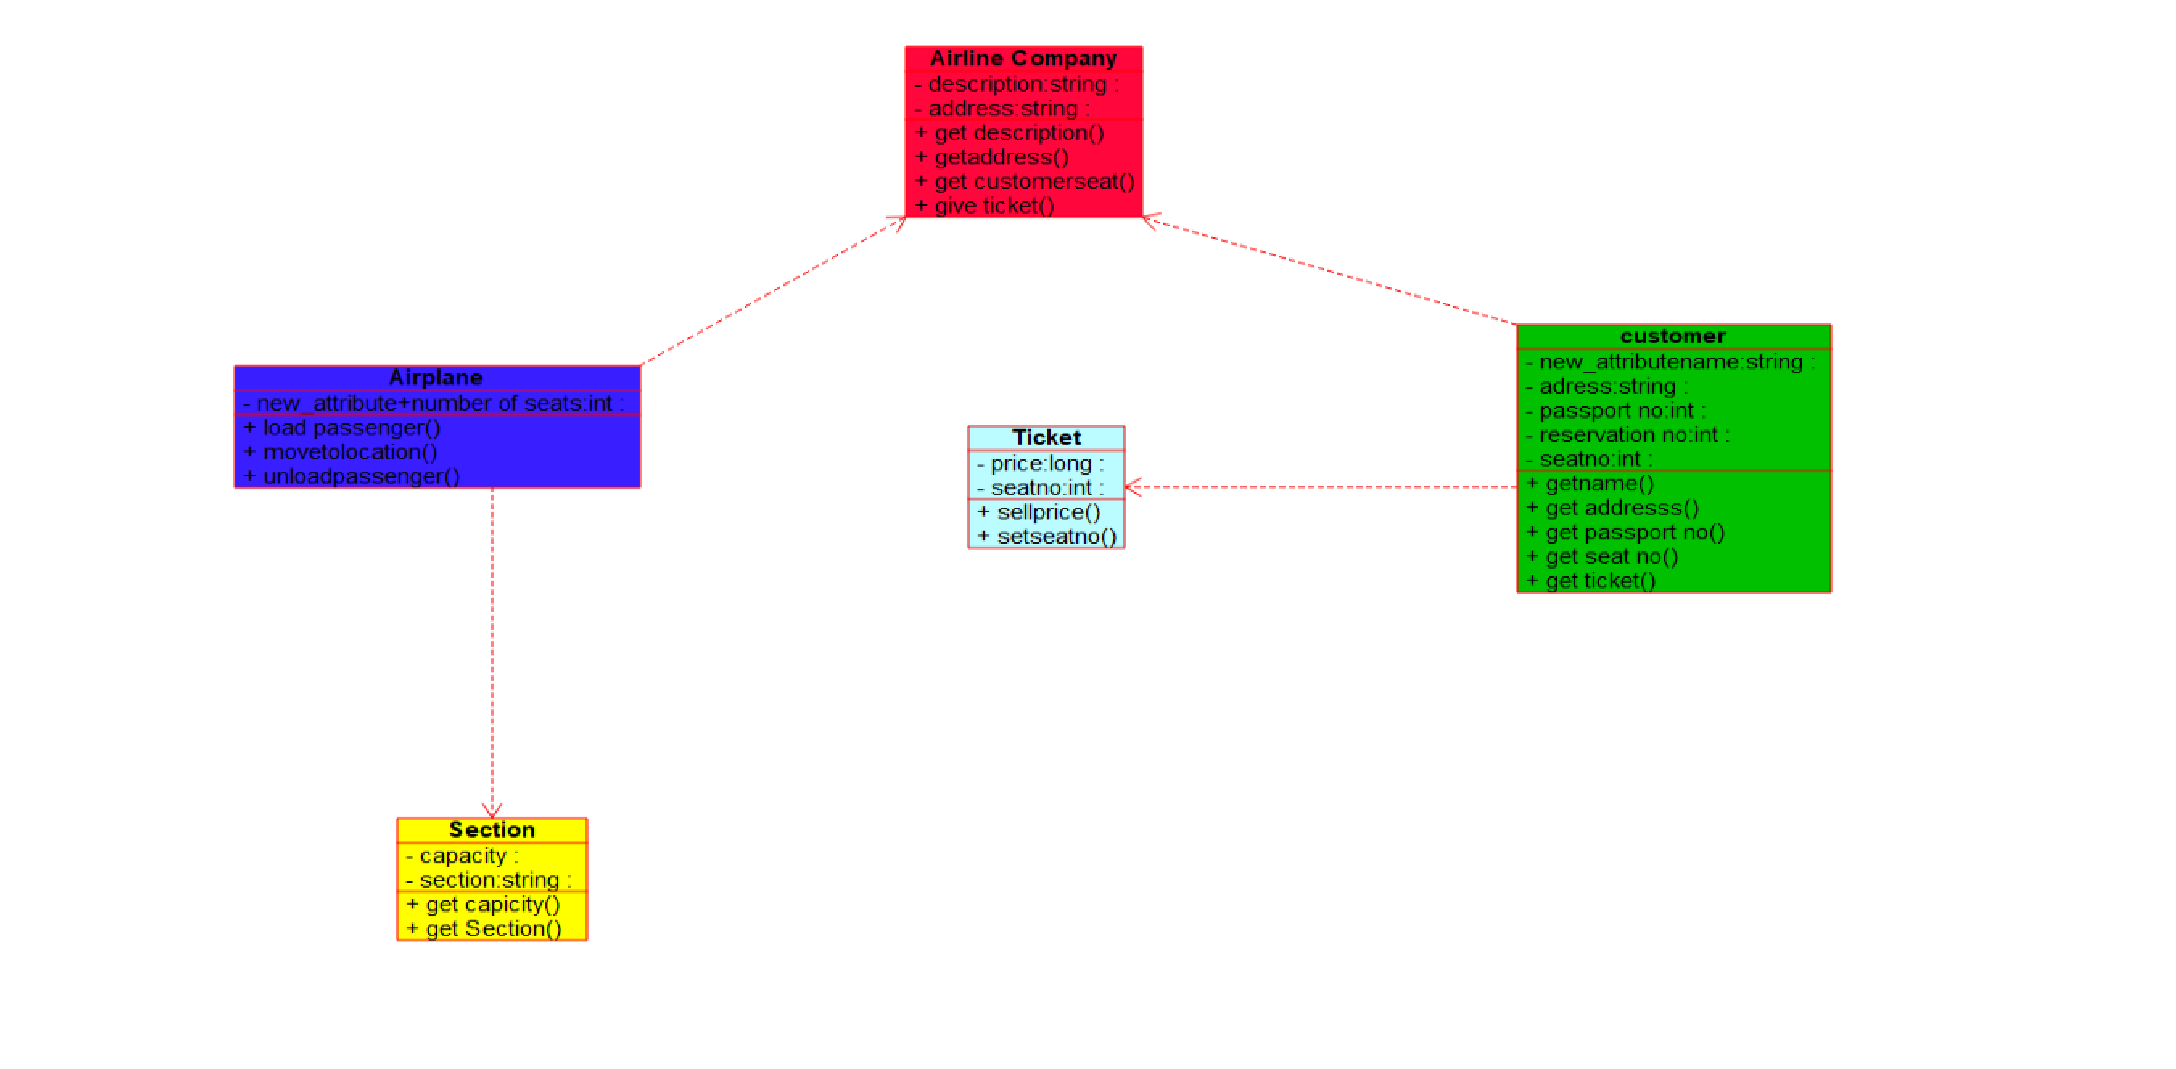 Airline Company
- description:string :
- address:string :
+ get description()
+ getaddress()
+ get customerseat()
+ give ticket()
customer
- new_attributename:string :
- adress:string :
- passport no:int :
- reservation no:int :
- seatno:int :
+ getname()
+ get addresss()
+ get passport no()
+ get seat no()
+ get ticket()
Airplane
- new_attribute+number of seats:int :
+ load passenger()
+ movetolocation()
+ unloadpassenger()
Ticket
- price:long :
- seatno:int :
+ sellprice()
+ setseatno()
Section
- capacity :
- section:string :
+ get capicity()
+ get Section()